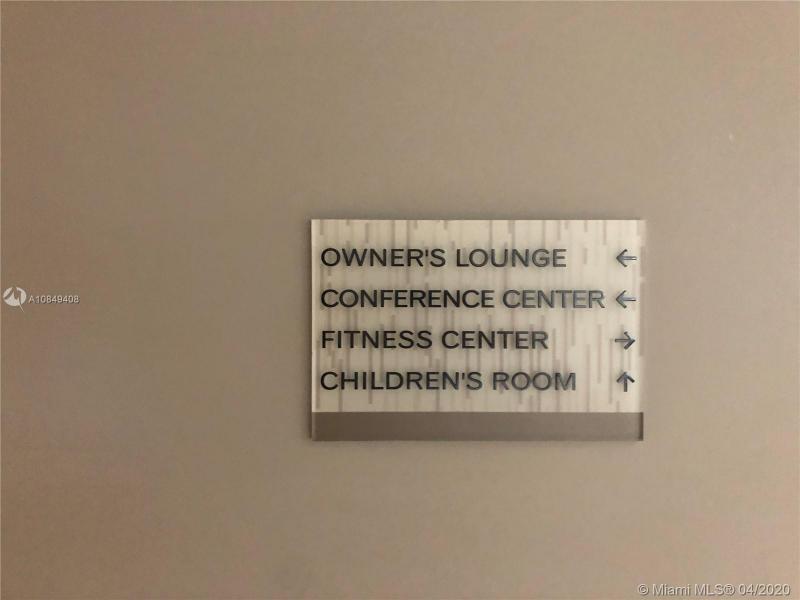 OWNER'S LOUNGE ←
CONFERENCE CENTER ←
FITNESS CENTER →
CHILDREN'S ROOM ↑
A10849408
© Miami MLS® 04/2020